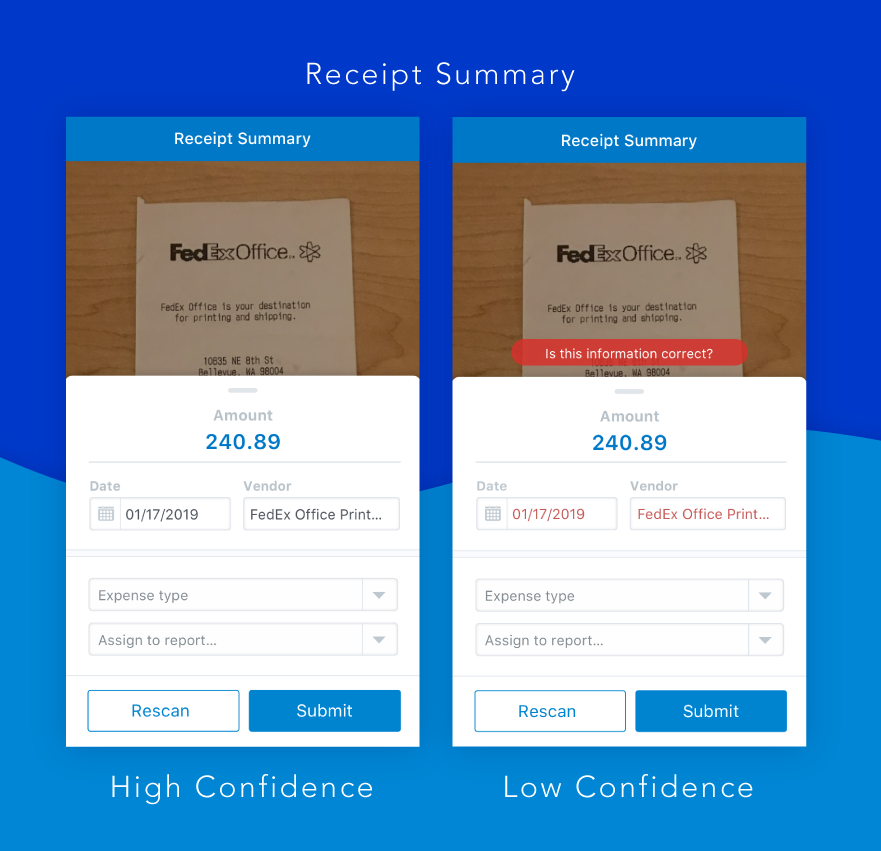 Receipt Summary
Receipt Summary
FedEx Office
FedEx Office is your destination
for printing and shipping.
10635 NE 8th St
Bellevue, WA 98004
Amount
240.89
Date
Vendor
01/17/2019
FedEx Office Print...
Expense type
Assign to report...
Rescan
Submit
High Confidence
Receipt Summary
FedEx Office
FedEx Office is your destination
for printing and shipping.
Is this information correct?
Bellevue, WA 98004
Amount
240.89
Date
Vendor
01/17/2019
FedEx Office Print...
Expense type
Assign to report...
Rescan
Submit
Low Confidence